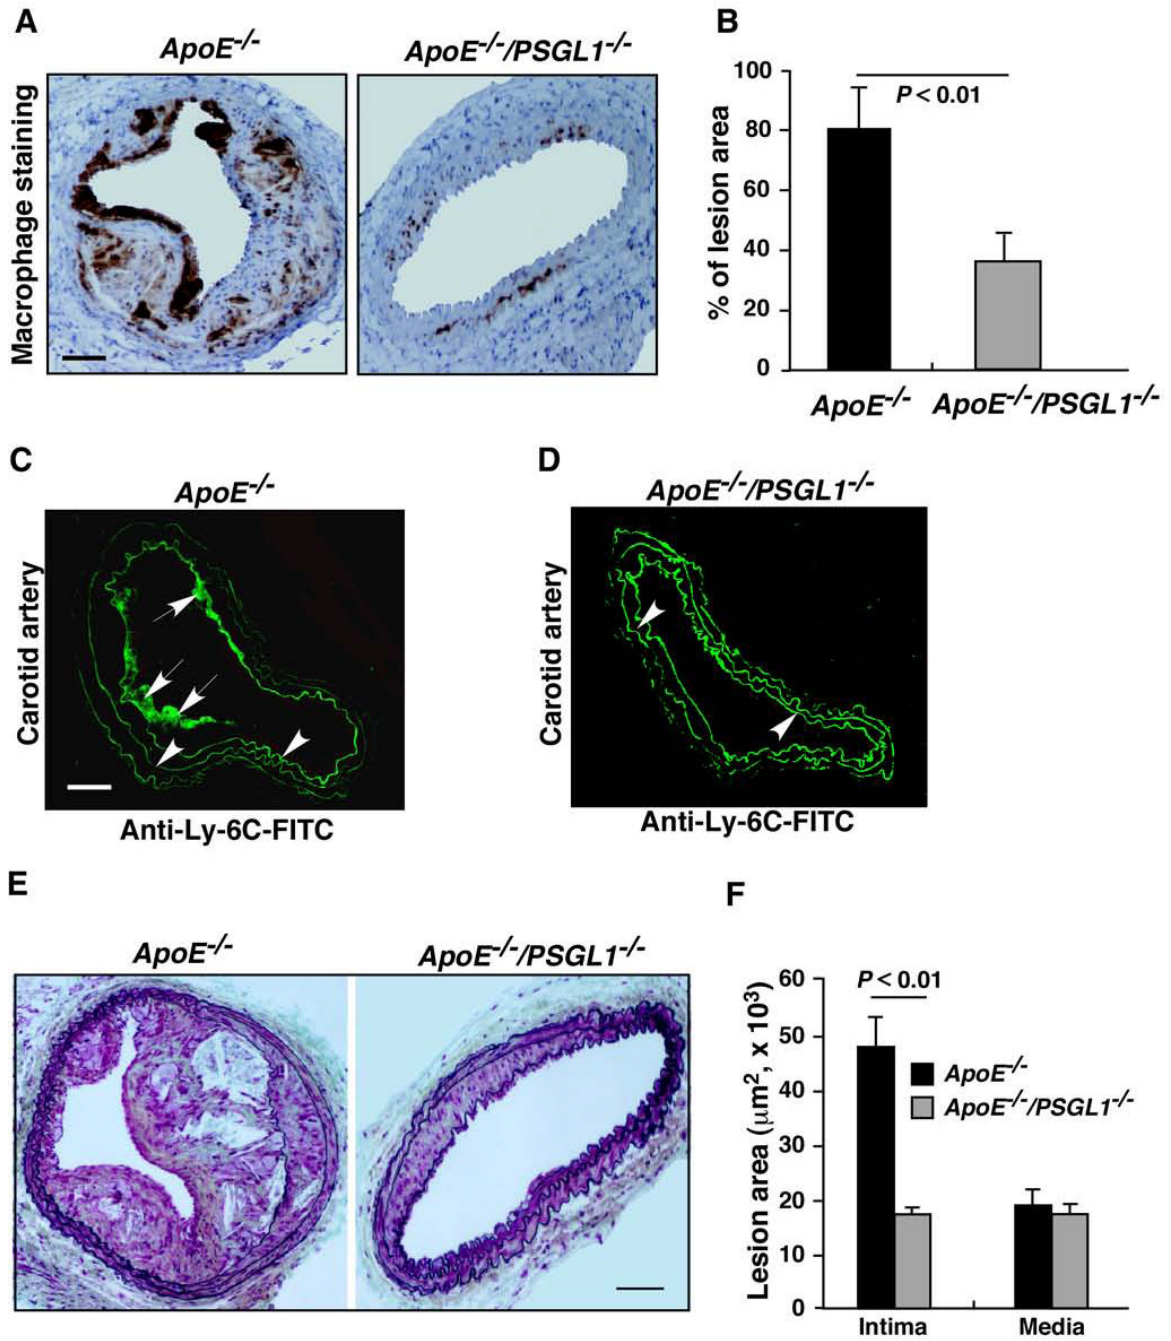 A
ApoE-/-
ApoE-/-/PSGL1-/-
Macrophage staining
B
100
80
60
40
20
0
% of lesion area
P < 0.01
ApoE-/-
ApoE-/-/PSGL1-/-
C
ApoE-/-
Carotid artery
Anti-Ly-6C-FITC
D
ApoE-/-/PSGL1-/-
Carotid artery
Anti-Ly-6C-FITC
E
ApoE-/-
ApoE-/-/PSGL1-/-
F
60
50
40
30
20
10
0
Lesion area (μm2, x 103)
P < 0.01
ApoE-/-
ApoE-/-/PSGL1-/-
Intima
Media